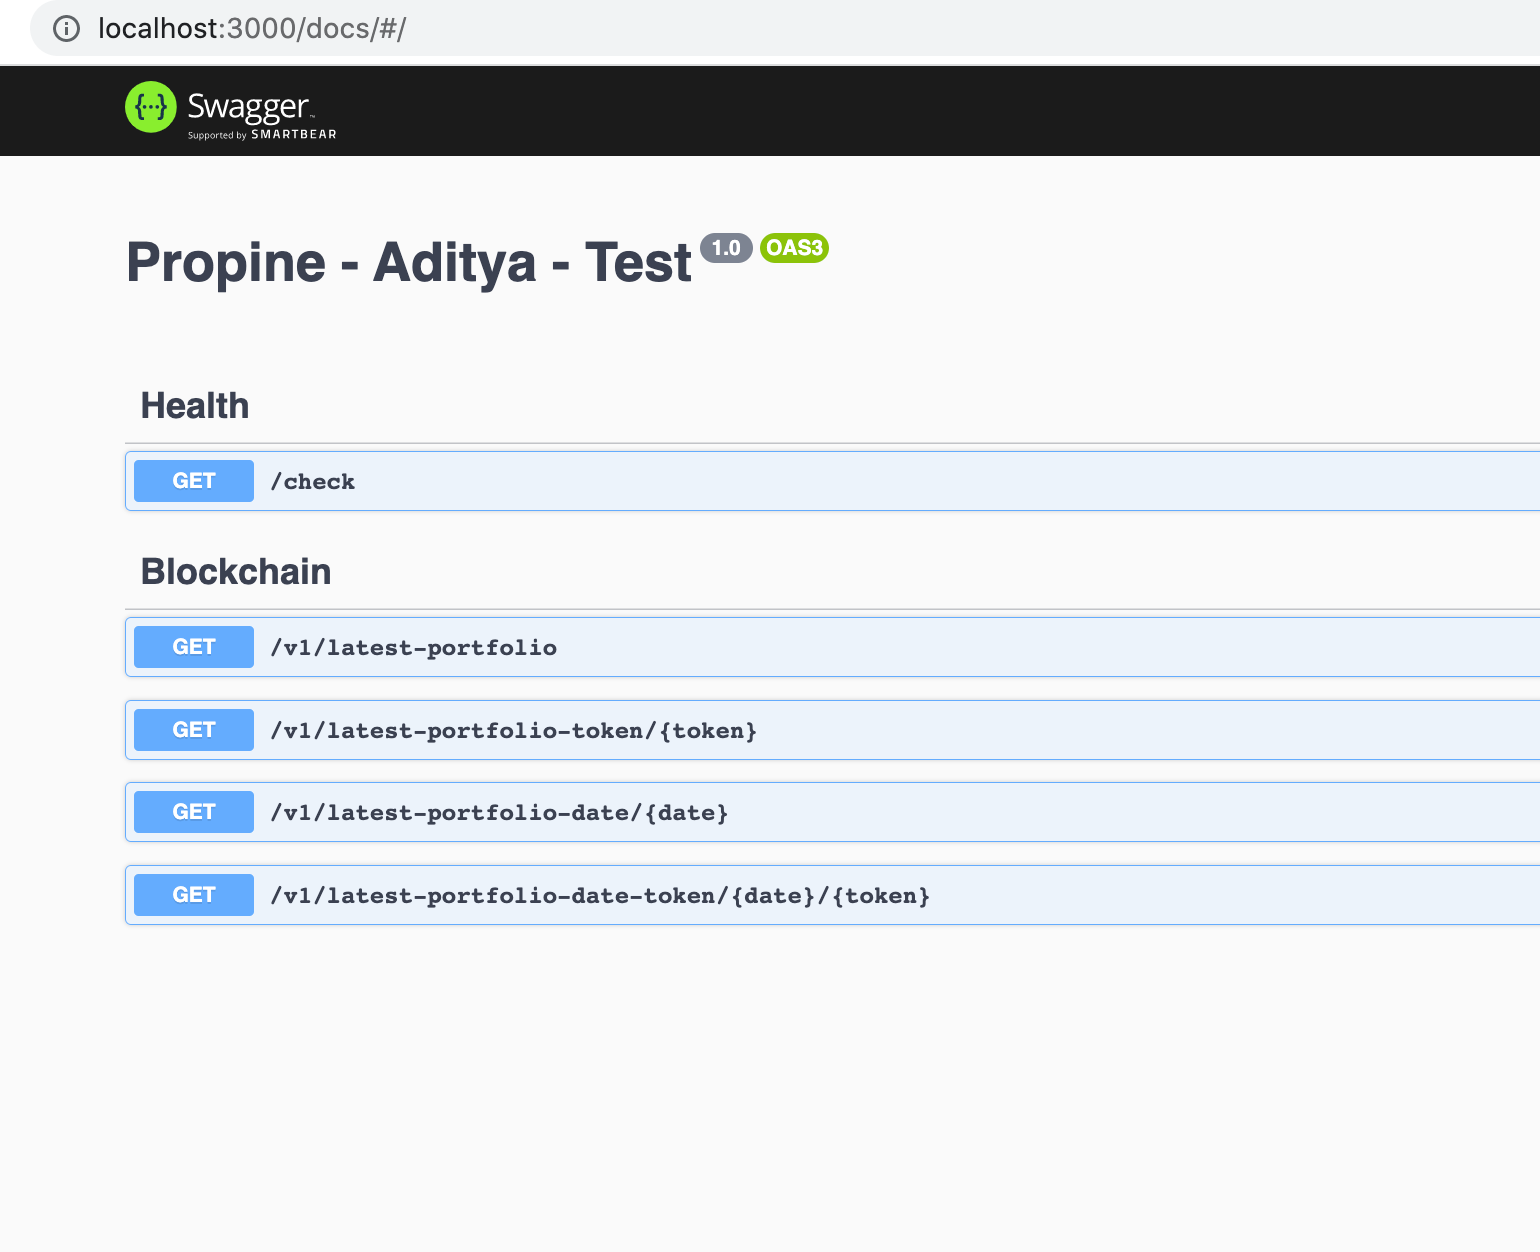 localhost:3000/docs/#/
{···} Swagger™
Supported by SMARTBEAR
Propine - Aditya - Test 1.0 OAS3
Health
GET /check
Blockchain
GET /v1/latest-portfolio
GET /v1/latest-portfolio-token/{token}
GET /v1/latest-portfolio-date/{date}
GET /v1/latest-portfolio-date-token/{date}/{token}